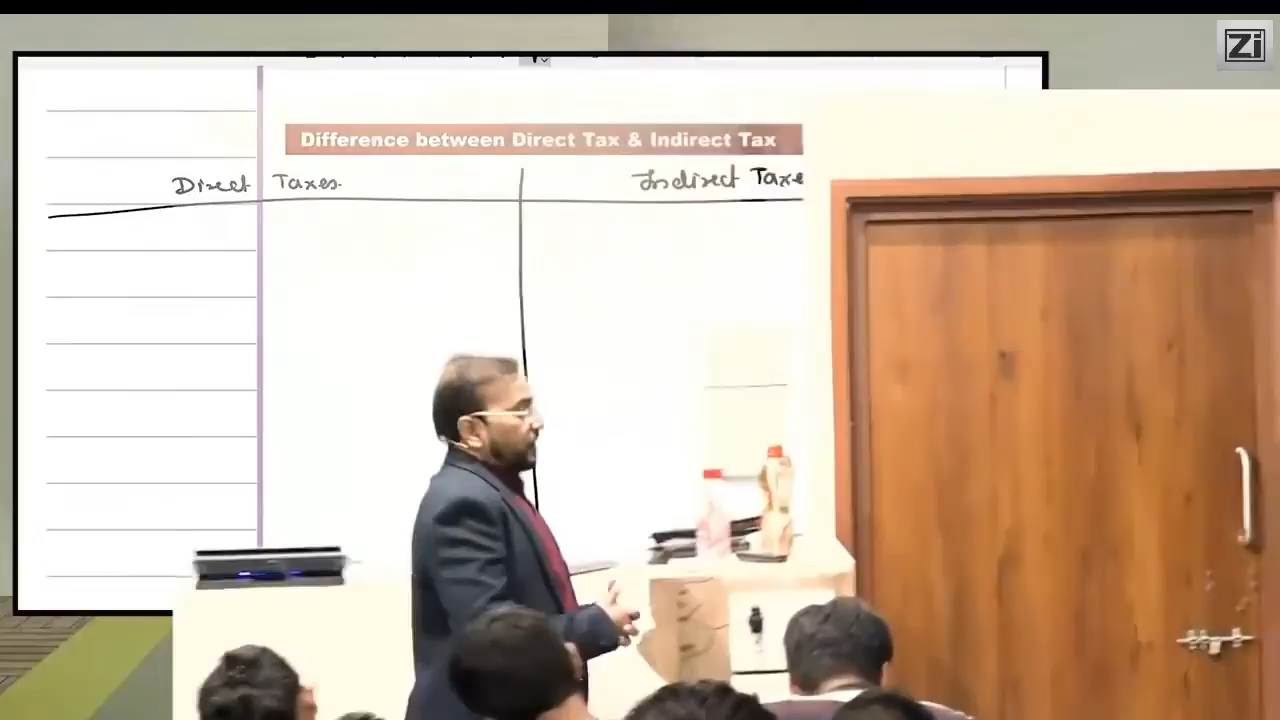 Zi
Difference between Direct Tax & Indirect Tax
Direct Taxes.
Indirect Taxe